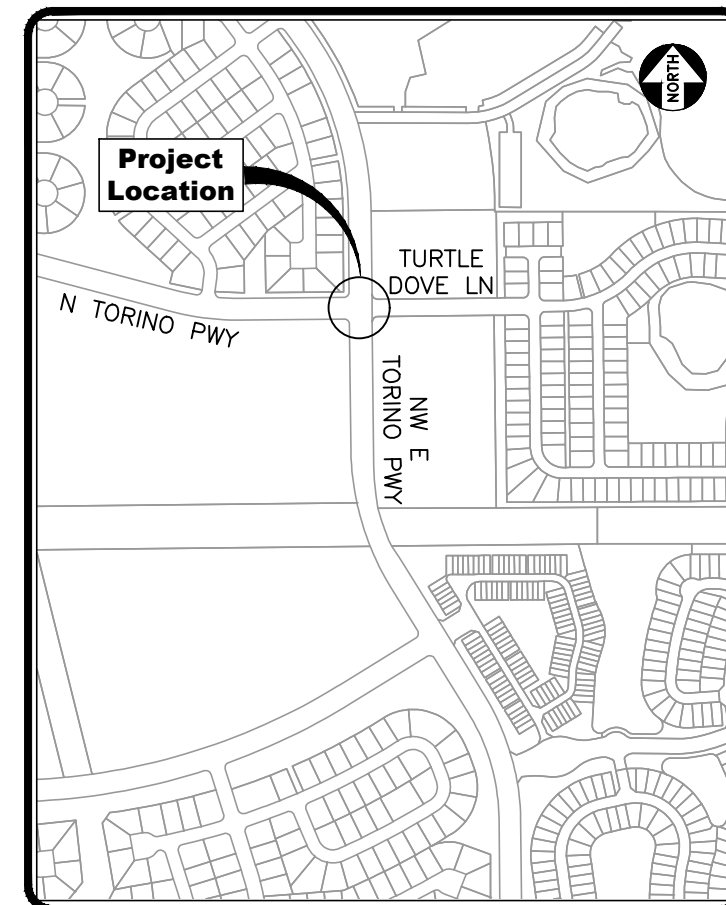 NORTH
Project
Location
TURTLE
DOVE LN
N TORINO PWY
NW E
TORINO PWY